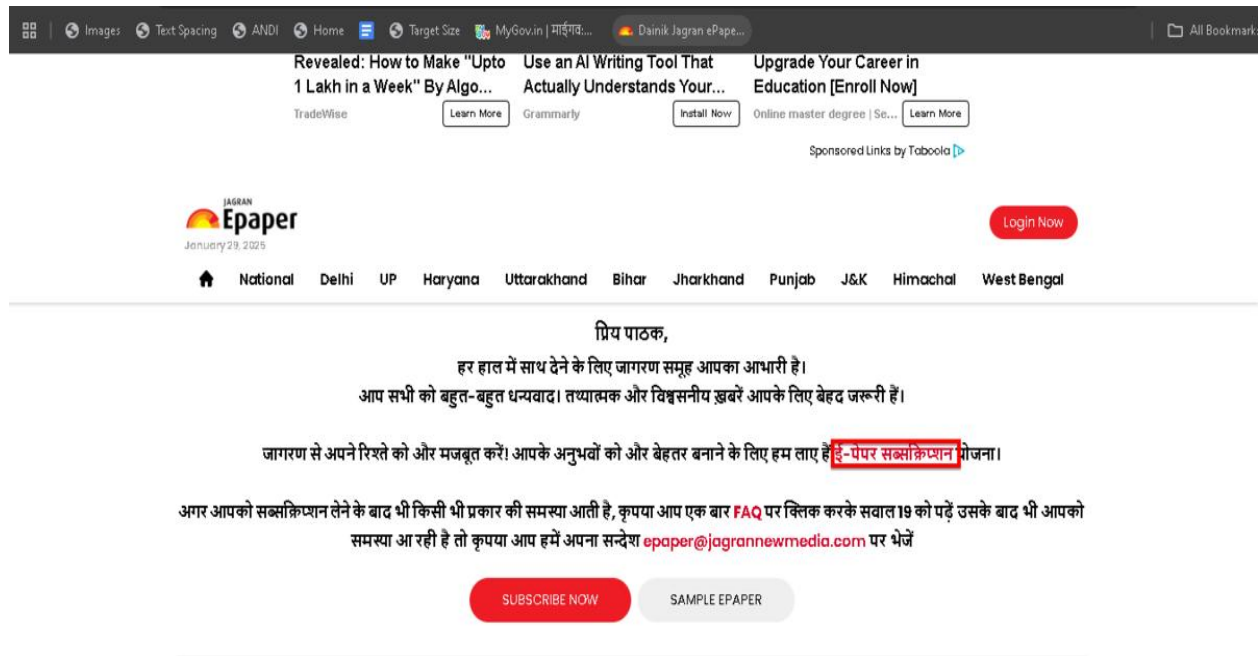 Images Text Spacing ANDI Home Target Size MyGov.in | माईगव:... Dainik Jagran ePape... All Bookmark
Revealed: How to Make "Upto 1 Lakh in a Week" By Algo...
TradeWise Learn More
Use an AI Writing Tool That Actually Understands Your...
Grammarly Install Now
Upgrade Your Career in Education [Enroll Now]
Online master degree | Se... Learn More
Sponsored Links by Taboola
JAGRAN
Epaper
January 29, 2025
Login Now
National Delhi UP Haryana Uttarakhand Bihar Jharkhand Punjab J&K Himachal West Bengal
प्रिय पाठक,
हर हाल में साथ देने के लिए जागरण समूह आपका आभारी है।
आप सभी को बहुत-बहुत धन्यवाद। तथ्यात्मक और विश्वसनीय ख़बरें आपके लिए बेहद जरूरी हैं।
जागरण से अपने रिश्ते को और मजबूत करें! आपके अनुभवों को और बेहतर बनाने के लिए हम लाए हैं ई-पेपर सब्सक्रिप्शन योजना।
अगर आपको सब्सक्रिप्शन लेने के बाद भी किसी भी प्रकार की समस्या आती है, कृपया आप एक बार FAQ पर क्लिक करके सवाल 19 को पढ़ें उसके बाद भी आपको
समस्या आ रही है तो कृपया आप हमें अपना सन्देश epaper@jagrannewmedia.com पर भेजें
SUBSCRIBE NOW SAMPLE EPAPER